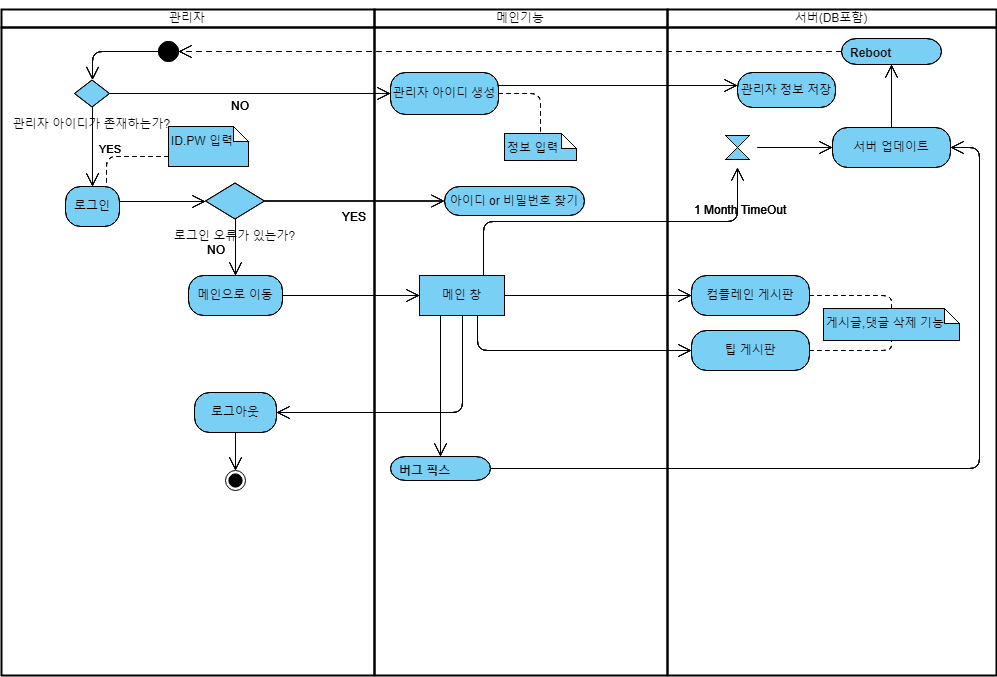 관리자
메인기능
서버(DB포함)
Reboot
관리자 아이디 생성
관리자 정보 저장
NO
관리자 아이디가 존재하는가?
ID.PW 입력
정보 입력
서버 업데이트
YES
로그인
아이디 or 비밀번호 찾기
YES
1 Month TimeOut
로그인 오류가 있는가?
NO
메인으로 이동
메인 창
컴플레인 게시판
게시글,댓글 삭제 기능
팁 게시판
로그아웃
버그 픽스